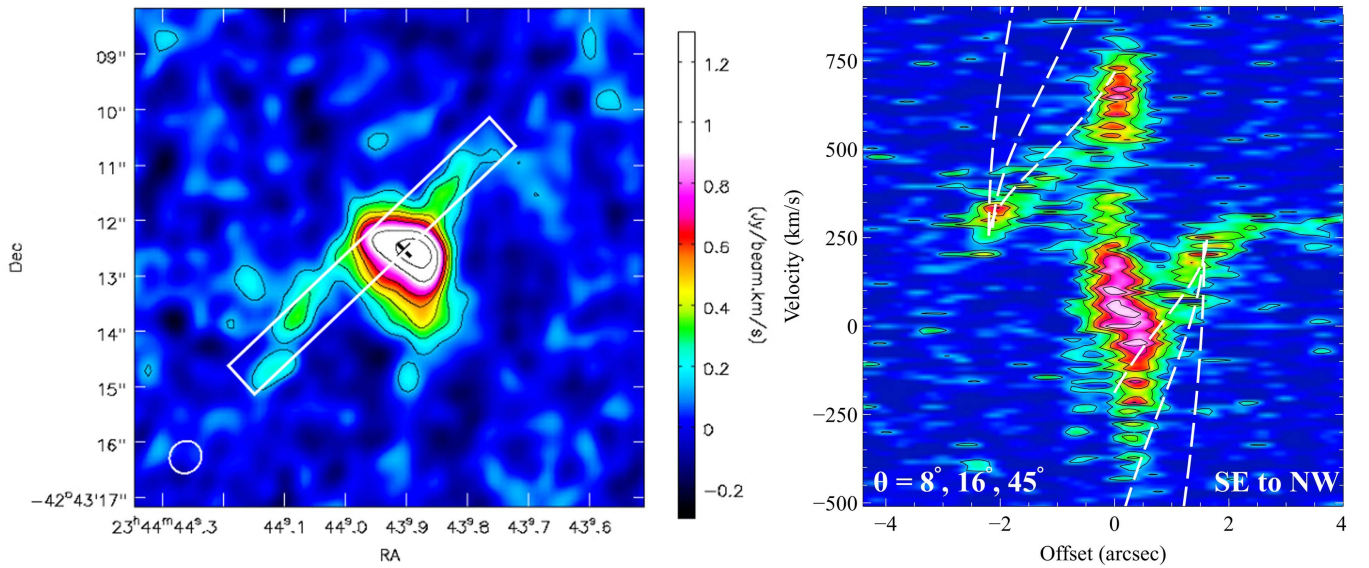 09"
10"
11"
12"
13"
14"
15"
16"
−42°43'17"
Dec
23ʰ44ᵐ44ˢ.3
44ˢ.1
44ˢ.0
43ˢ.9
43ˢ.8
43ˢ.7
43ˢ.6
RA
1.2
1
0.8
0.6
0.4
0.2
0
−0.2
(Jy/beam.km/s)
750
500
250
0
−250
−500
Velocity (km/s)
θ = 8°, 16°, 45°
SE to NW
−4
−2
0
2
4
Offset (arcsec)